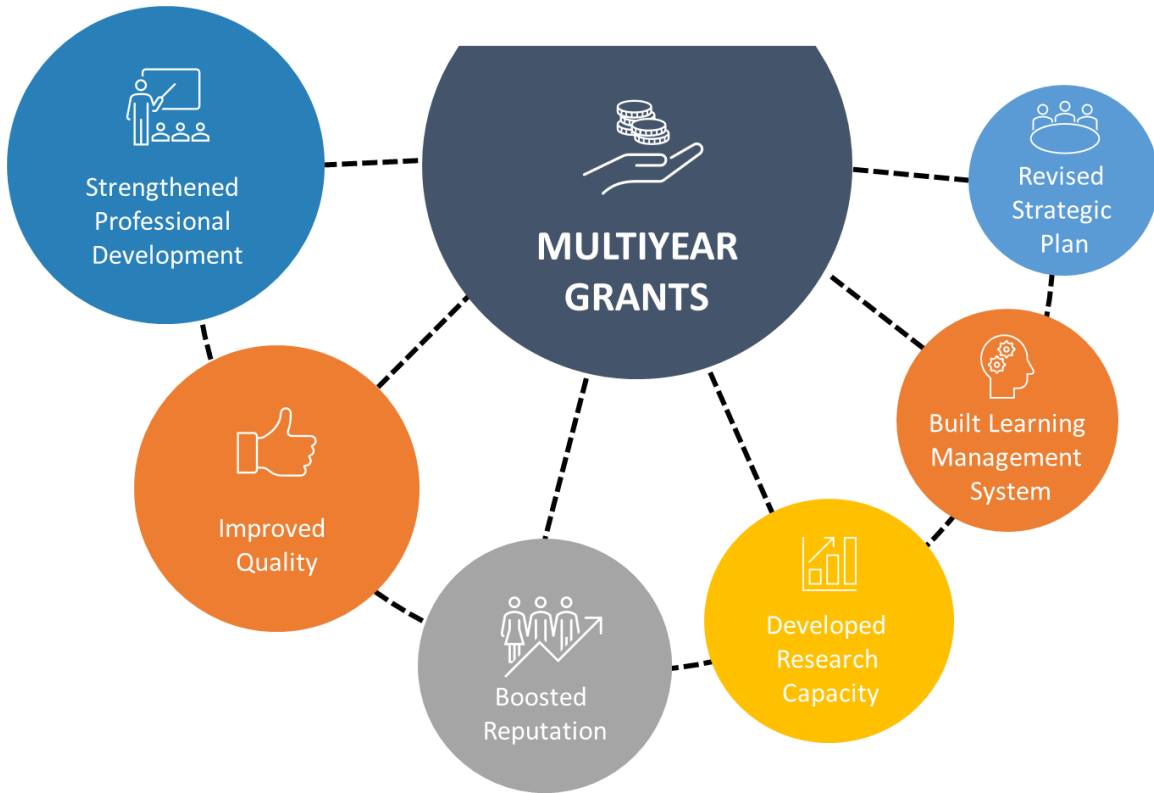 MULTIYEAR
GRANTS
Strengthened
Professional
Development
Improved
Quality
Boosted
Reputation
Developed
Research
Capacity
Built Learning
Management
System
Revised
Strategic
Plan